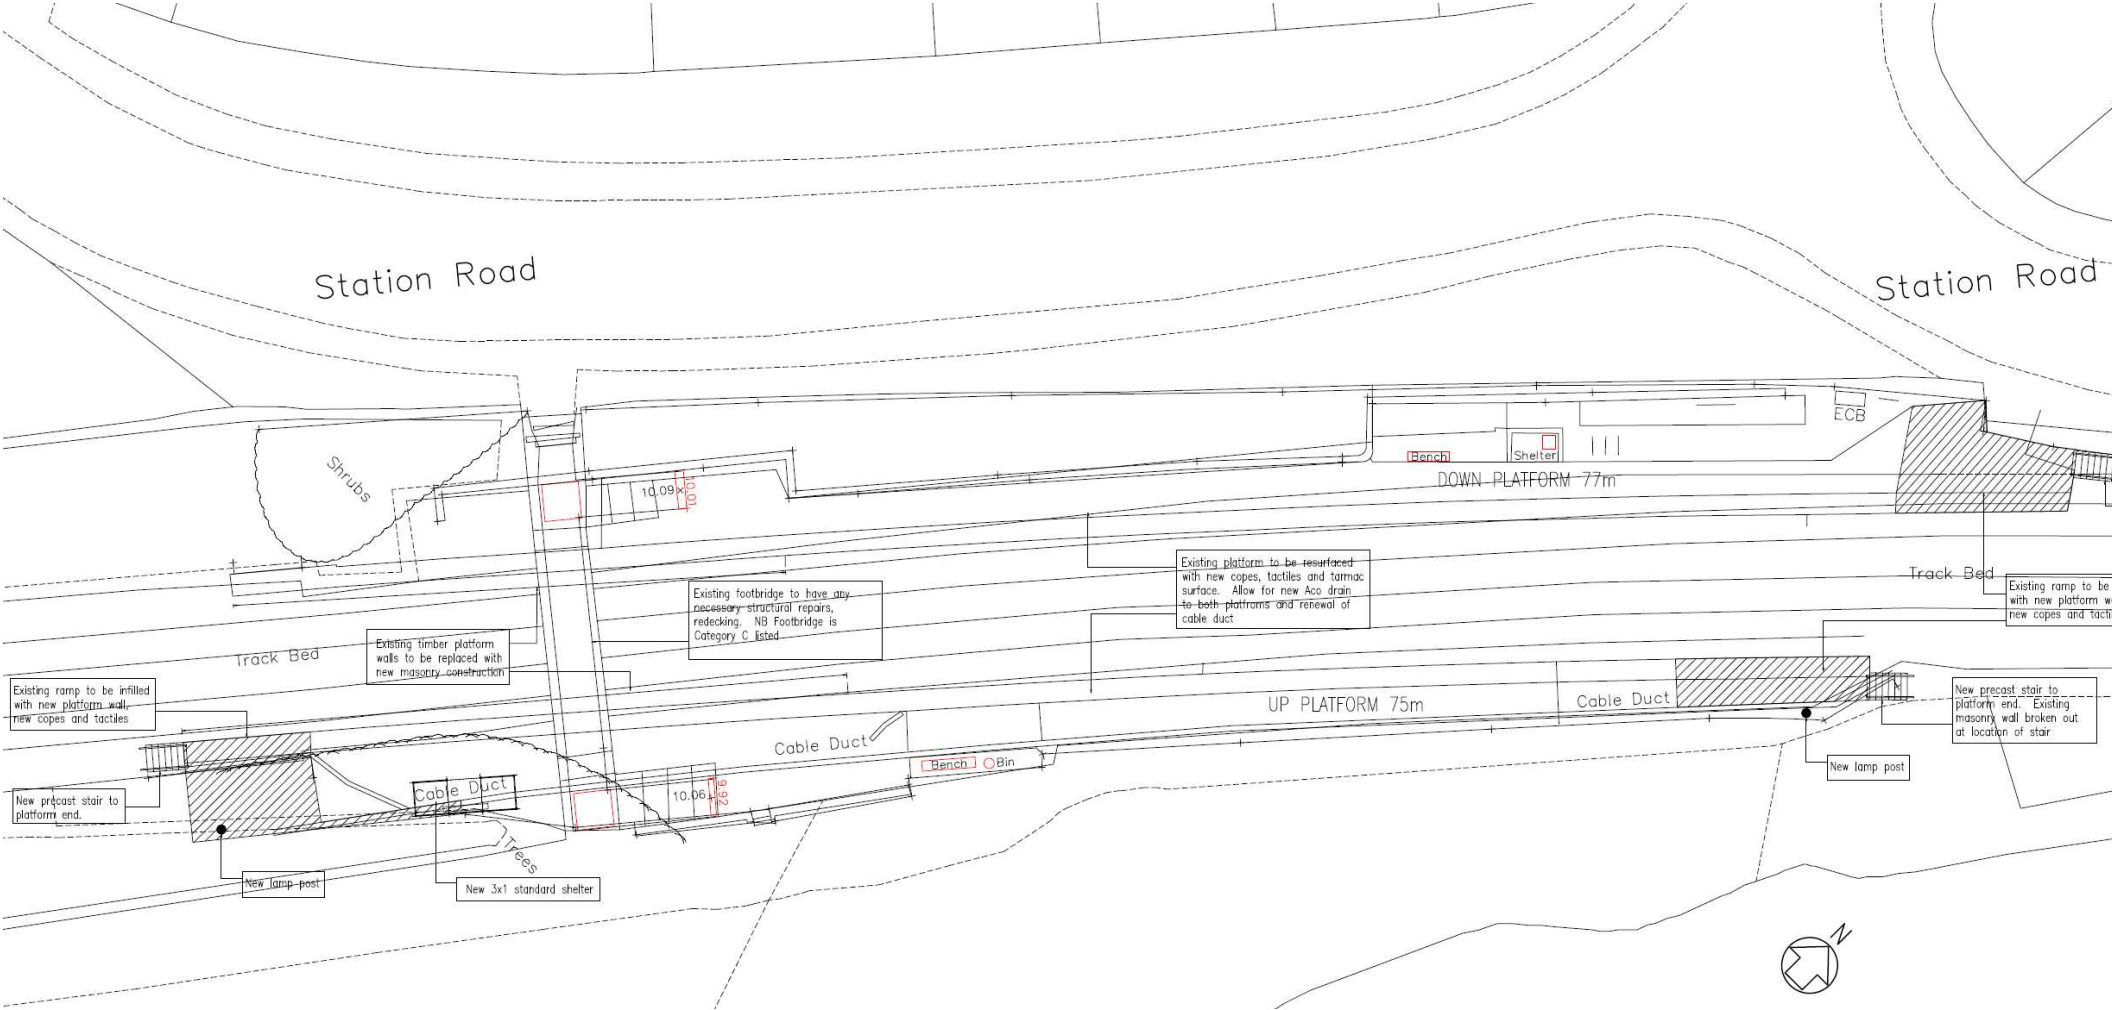 Station Road
Station Road
Shrubs
10.09
10.01
Bench
Shelter
ECB
DOWN PLATFORM 77m
Existing platform to be resurfaced
with new copes, tactiles and tarmac
surface. Allow for new Aco drain
to both platfroms and renewal of
cable duct
Track Bed
Existing ramp to be
with new platform w
new copes and tacti
Existing footbridge to have any
necessary structural repairs,
redecking. NB Footbridge is
Category C listed
Existing timber platform
walls to be replaced with
new masonry construction
Track Bed
Existing ramp to be infilled
with new platform wall,
new copes and tactiles
UP PLATFORM 75m
Cable Duct
New precast stair to
platform end. Existing
masonry wall broken out
at location of stair
Cable Duct
Bench
Bin
New lamp post
Cable Duct
10.06
9.92
New precast stair to
platform end.
Trees
New lamp post
New 3x1 standard shelter
N